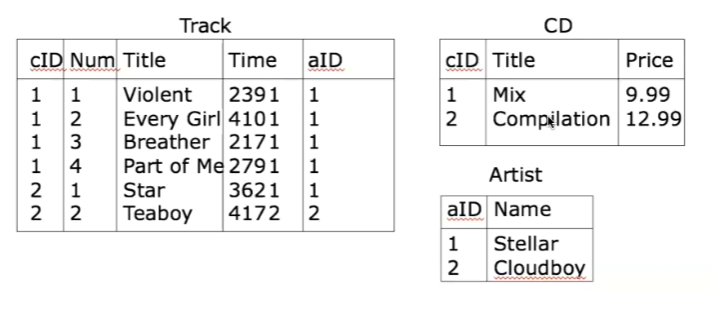 Track
cID Num Title Time aID
1 1 Violent 2391 1
1 2 Every Girl 4101 1
1 3 Breather 2171 1
1 4 Part of Me 2791 1
2 1 Star 3621 1
2 2 Teaboy 4172 2
CD
cID Title Price
1 Mix 9.99
2 Compilation 12.99
Artist
aID Name
1 Stellar
2 Cloudboy